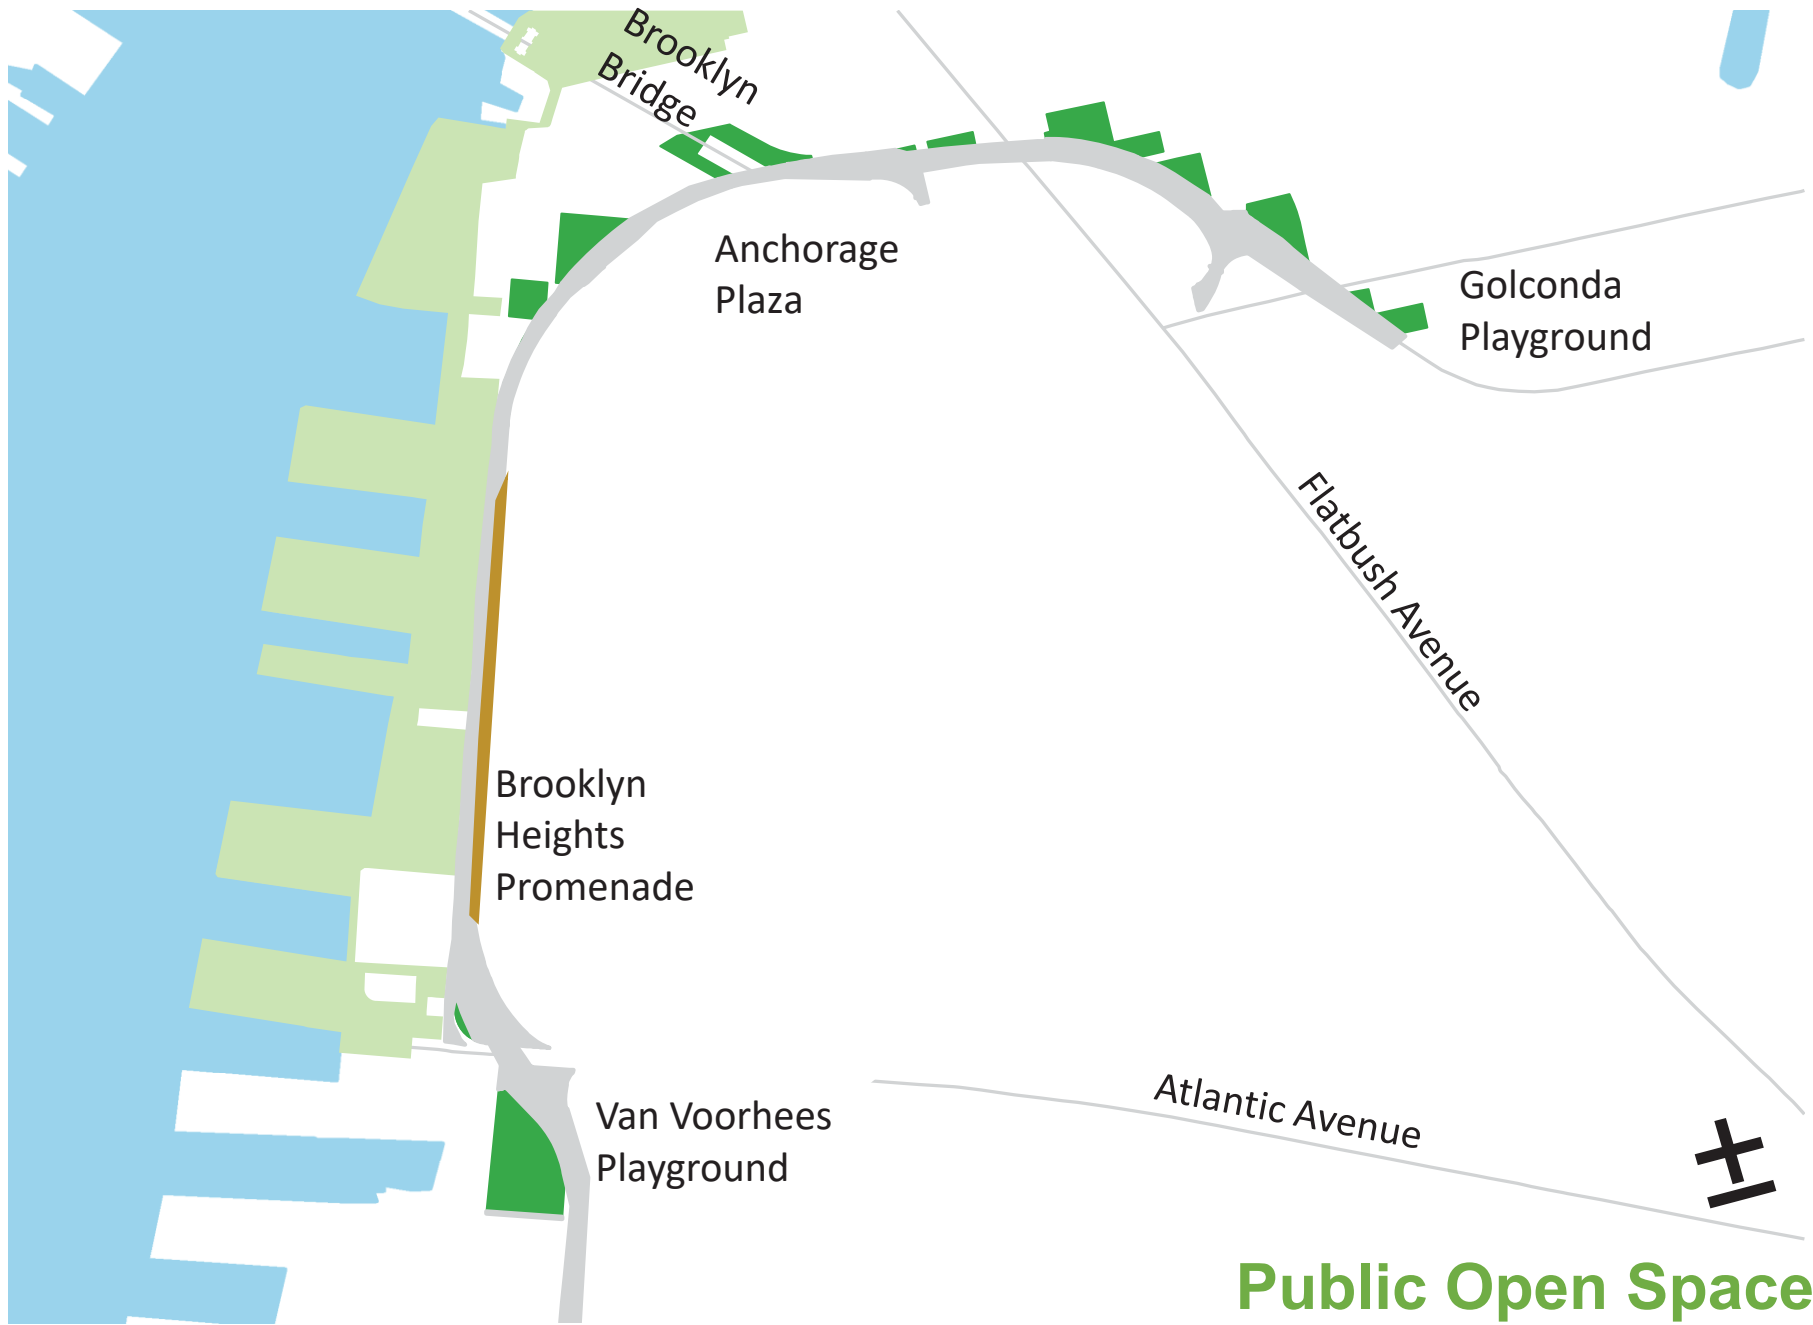 Brooklyn
Bridge
Anchorage
Plaza
Golconda
Playground
Flatbush Avenue
Brooklyn
Heights
Promenade
Van Voorhees
Playground
Atlantic Avenue
Public Open Space